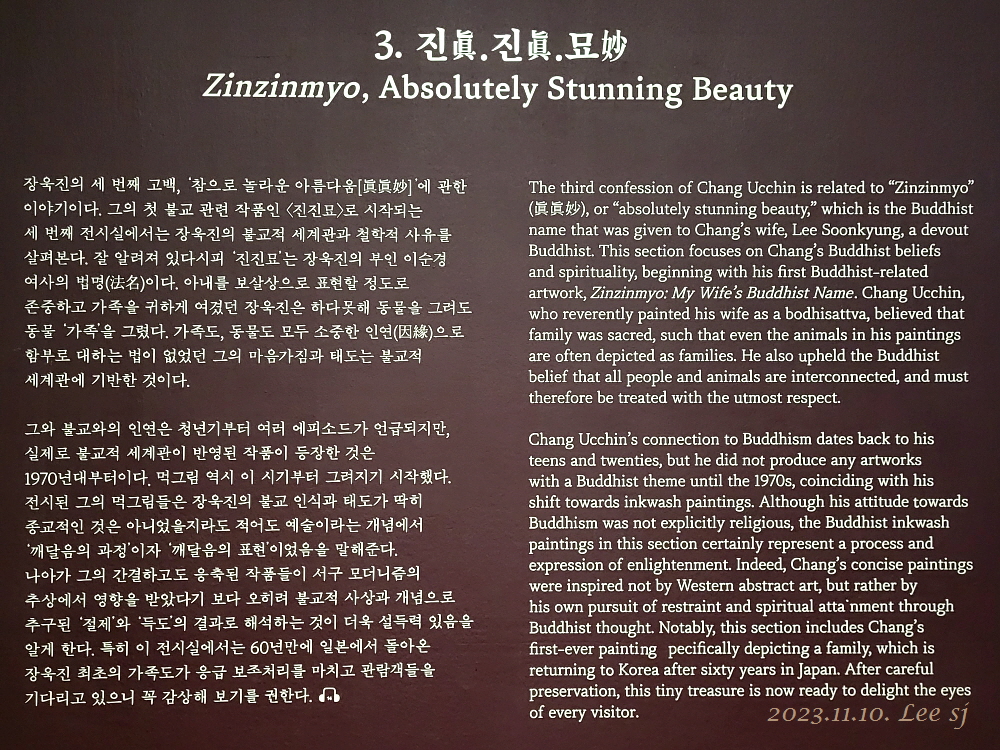 3. 진眞.진眞.묘妙
Zinzinmyo, Absolutely Stunning Beauty
장욱진의 세 번째 고백, '참으로 놀라운 아름다움[眞眞妙]'에 관한
이야기이다. 그의 첫 불교 관련 작품인 〈진진묘〉로 시작되는
세 번째 전시실에서는 장욱진의 불교적 세계관과 철학적 사유를
살펴본다. 잘 알려져 있다시피 '진진묘'는 장욱진의 부인 이순경
여사의 법명(法名)이다. 아내를 보살상으로 표현할 정도로
존중하고 가족을 귀하게 여겼던 장욱진은 하다못해 동물을 그려도
동물 '가족'을 그렸다. 가족도, 동물도 모두 소중한 인연(因緣)으로
함부로 대하는 법이 없었던 그의 마음가짐과 태도는 불교적
세계관에 기반한 것이다.
그와 불교와의 인연은 청년기부터 여러 에피소드가 언급되지만,
실제로 불교적 세계관이 반영된 작품이 등장한 것은
1970년대부터이다. 먹그림 역시 이 시기부터 그려지기 시작했다.
전시된 그의 먹그림들은 장욱진의 불교 인식과 태도가 딱히
종교적인 것은 아니었을지라도 적어도 예술이라는 개념에서
'깨달음의 과정'이자 '깨달음의 표현'이었음을 말해준다.
나아가 그의 간결하고도 응축된 작품들이 서구 모더니즘의
추상에서 영향을 받았다기 보다 오히려 불교적 사상과 개념으로
추구된 '절제'와 '득도'의 결과로 해석하는 것이 더욱 설득력 있음을
알게 한다. 특히 이 전시실에서는 60년만에 일본에서 돌아온
장욱진 최초의 가족도가 응급 보존처리를 마치고 관람객들을
기다리고 있으니 꼭 감상해 보기를 권한다.
The third confession of Chang Ucchin is related to “Zinzinmyo”
(眞眞妙), or “absolutely stunning beauty,” which is the Buddhist
name that was given to Chang's wife, Lee Soonkyung, a devout
Buddhist. This section focuses on Chang's Buddhist beliefs
and spirituality, beginning with his first Buddhist-related
artwork, Zinzinmyo: My Wife's Buddhist Name. Chang Ucchin,
who reverently painted his wife as a bodhisattva, believed that
family was sacred, such that even the animals in his paintings
are often depicted as families. He also upheld the Buddhist
belief that all people and animals are interconnected, and must
therefore be treated with the utmost respect.
Chang Ucchin's connection to Buddhism dates back to his
teens and twenties, but he did not produce any artworks
with a Buddhist theme until the 1970s, coinciding with his
shift towards inkwash paintings. Although his attitude towards
Buddhism was not explicitly religious, the Buddhist inkwash
paintings in this section certainly represent a process and
expression of enlightenment. Indeed, Chang's concise paintings
were inspired not by Western abstract art, but rather by
his own pursuit of restraint and spiritual atta nment through
Buddhist thought. Notably, this section includes Chang's
first-ever painting pecifically depicting a family, which is
returning to Korea after sixty years in Japan. After careful
preservation, this tiny treasure is now ready to delight the eyes
of every visitor.
2023.11.10. Lee sj